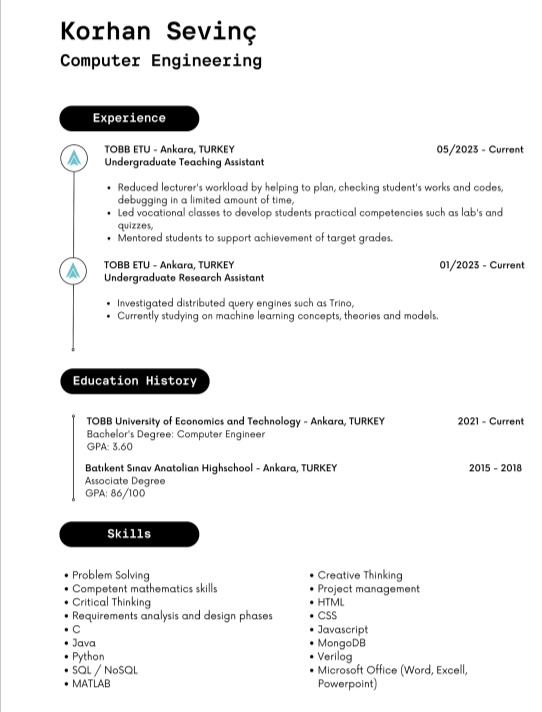 Korhan Sevinç
Computer Engineering
Experience
TOBB ETU - Ankara, TURKEY 05/2023 - Current
Undergraduate Teaching Assistant
• Reduced lecturer's workload by helping to plan, checking student's works and codes,
debugging in a limited amount of time,
• Led vocational classes to develop students practical competencies such as lab's and
quizzes,
• Mentored students to support achievement of target grades.
TOBB ETU - Ankara, TURKEY 01/2023 - Current
Undergraduate Research Assistant
• Investigated distributed query engines such as Trino,
• Currently studying on machine learning concepts, theories and models.
Education History
TOBB University of Economics and Technology - Ankara, TURKEY 2021 - Current
Bachelor's Degree: Computer Engineer
GPA: 3.60
Batıkent Sınav Anatolian Highschool - Ankara, TURKEY 2015 - 2018
Associate Degree
GPA: 86/100
Skills
• Problem Solving
• Competent mathematics skills
• Critical Thinking
• Requirements analysis and design phases
• C
• Java
• Python
• SQL / NoSQL
• MATLAB
• Creative Thinking
• Project management
• HTML
• CSS
• Javascript
• MongoDB
• Verilog
• Microsoft Office (Word, Excell,
Powerpoint)